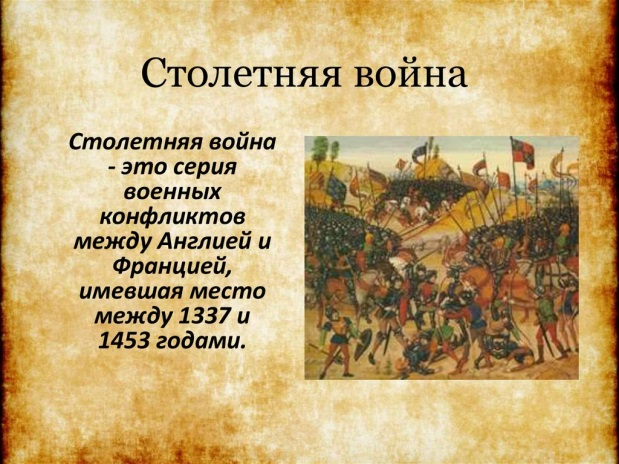 Столетняя война
Столетняя война
- это серия
военных
конфликтов
между Англией и
Францией,
имевшая место
между 1337 и
1453 годами.